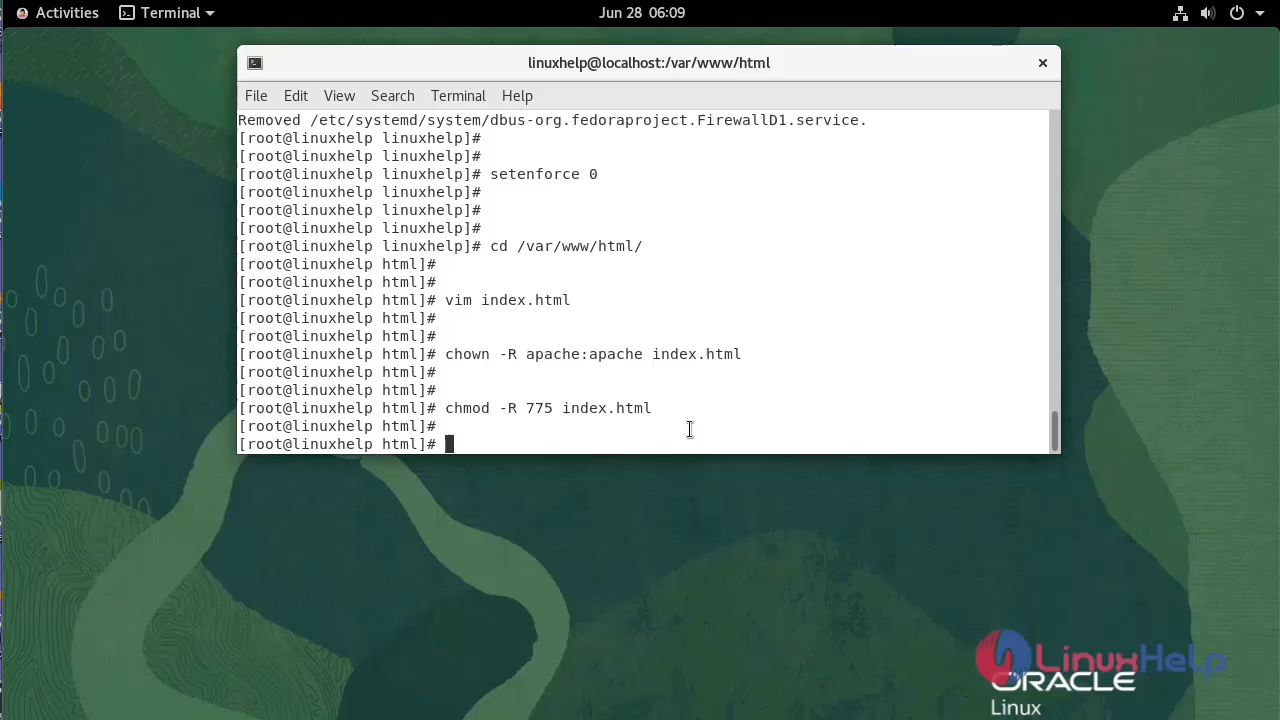 Activities Terminal Jun 28 06:09
linuxhelp@localhost:/var/www/html
File Edit View Search Terminal Help
Removed /etc/systemd/system/dbus-org.fedoraproject.FirewallD1.service.
[root@linuxhelp linuxhelp]#
[root@linuxhelp linuxhelp]#
[root@linuxhelp linuxhelp]# setenforce 0
[root@linuxhelp linuxhelp]#
[root@linuxhelp linuxhelp]#
[root@linuxhelp linuxhelp]#
[root@linuxhelp linuxhelp]# cd /var/www/html/
[root@linuxhelp html]#
[root@linuxhelp html]#
[root@linuxhelp html]# vim index.html
[root@linuxhelp html]#
[root@linuxhelp html]#
[root@linuxhelp html]# chown -R apache:apache index.html
[root@linuxhelp html]#
[root@linuxhelp html]#
[root@linuxhelp html]# chmod -R 775 index.html
[root@linuxhelp html]#
[root@linuxhelp html]#
LinuxHelp
ORACLE
Linux